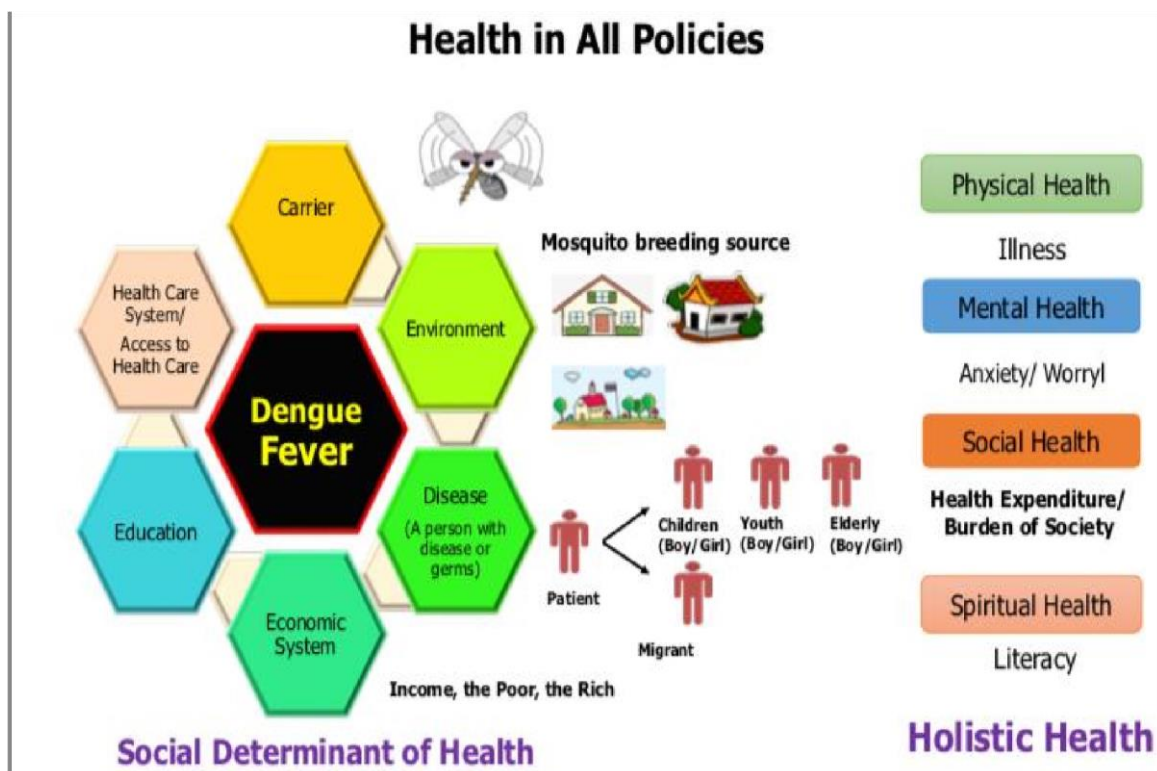 Health in All Policies
Carrier
Health Care
System/
Access to
Health Care
Environment
Dengue
Fever
Education
Disease
(A person with
disease or
germs)
Economic
System
Mosquito breeding source
Patient
Children
(Boy/Girl)
Youth
(Boy/Girl)
Elderly
(Boy/Girl)
Migrant
Income, the Poor, the Rich
Social Determinant of Health
Physical Health
Illness
Mental Health
Anxiety/ Worryl
Social Health
Health Expenditure/
Burden of Society
Spiritual Health
Literacy
Holistic Health